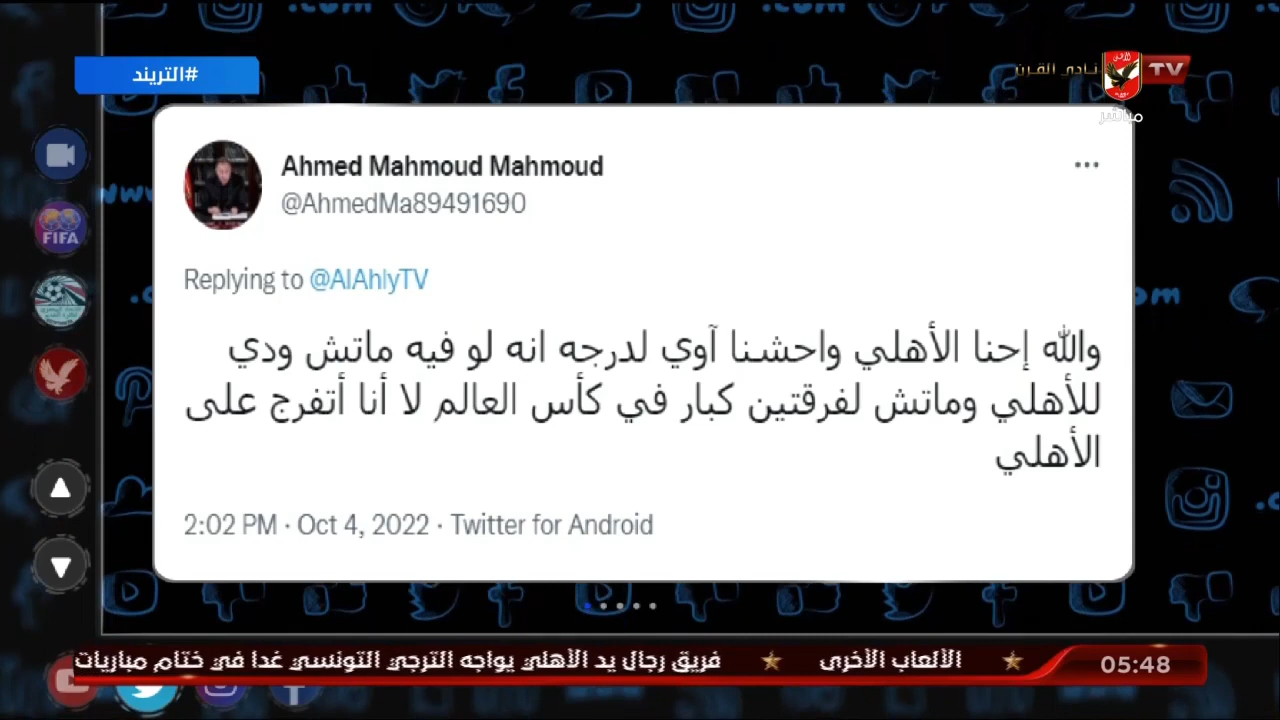 #التريند
نادي القرن
TV
مباشر
Ahmed Mahmoud Mahmoud
@AhmedMa89491690
Replying to @AlAhlyTV
والله إحنا الأهلي واحشنا آوي لدرجه انه لو فيه ماتش ودي
للأهلي وماتش لفرقتين كبار في كأس العالم لا أنا أتفرج على
الأهلي
2:02 PM · Oct 4, 2022 · Twitter for Android
FIFA
الألعاب الأخرى ★ فريق رجال يد الأهلي يواجه الترجي التونسي غدا في ختام مباريات
05:48